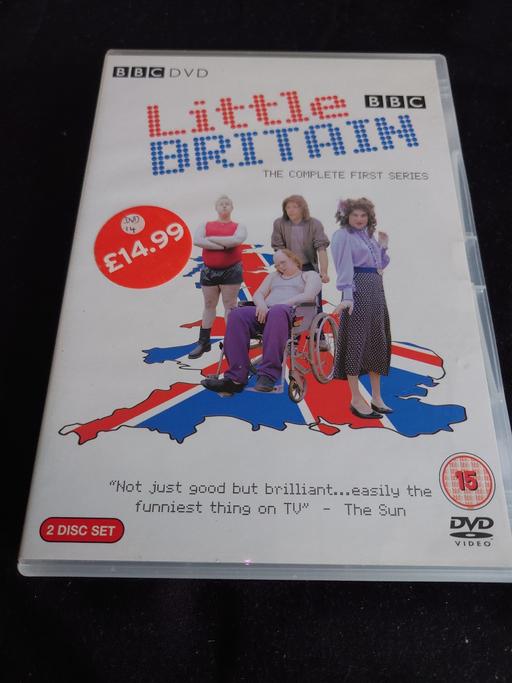 BBC DVD
BBC
Little
BRITAIN
THE COMPLETE FIRST SERIES
DVD
14
£14.99
"Not just good but brilliant...easily the
funniest thing on TV" - The Sun
15
2 DISC SET
DVD
VIDEO